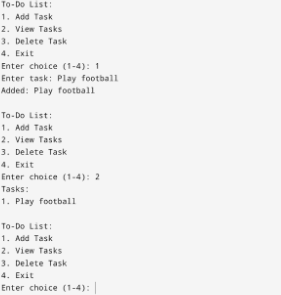 To-Do List:
1. Add Task
2. View Tasks
3. Delete Task
4. Exit
Enter choice (1-4): 1
Enter task: Play football
Added: Play football

To-Do List:
1. Add Task
2. View Tasks
3. Delete Task
4. Exit
Enter choice (1-4): 2
Tasks:
1. Play football

To-Do List:
1. Add Task
2. View Tasks
3. Delete Task
4. Exit
Enter choice (1-4):